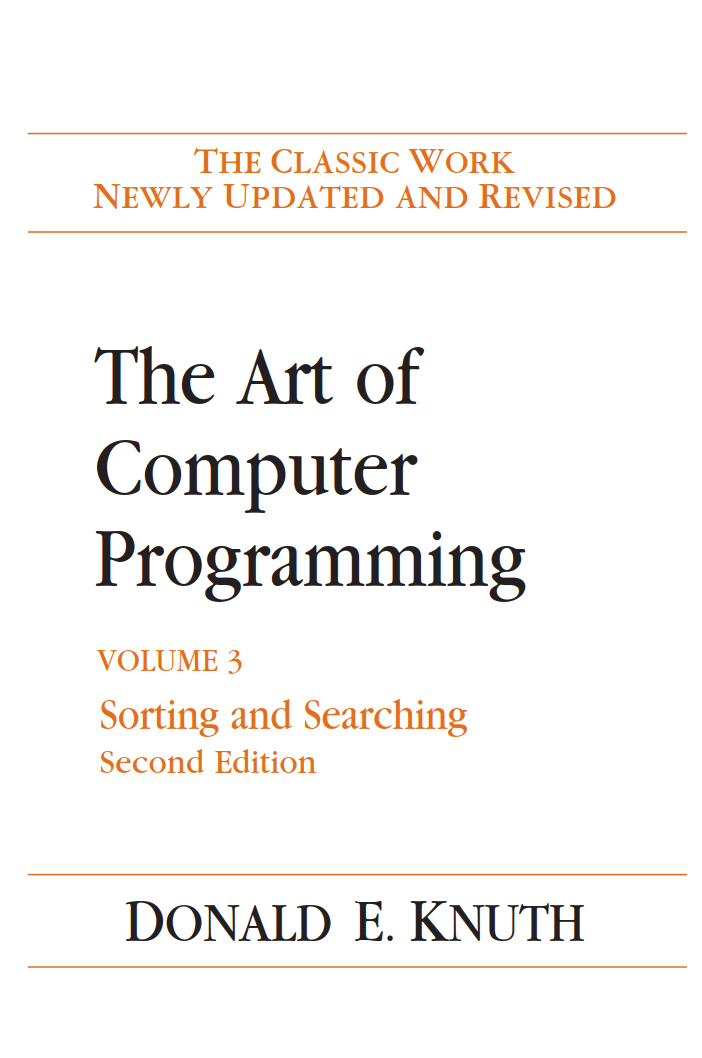 THE CLASSIC WORK
NEWLY UPDATED AND REVISED
The Art of
Computer
Programming
VOLUME 3
Sorting and Searching
Second Edition
DONALD E. KNUTH